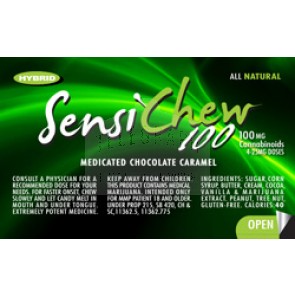 HYBRID
ALL NATURAL
SensiChew
100
100MG
Cannabinoids
4-25MG DOSES
MEDICATED CHOCOLATE CARAMEL
CONSULT A PHYSICIAN FOR A
RECOMMENDED DOSE FOR YOUR
NEEDS. FOR FASTER ONSET, CHEW
SLOWLY AND LET CANDY MELT IN
MOUTH AND UNDER TONGUE.
EXTREMELY POTENT MEDICINE.
KEEP AWAY FROM CHILDREN.
THIS PRODUCT CONTAINS MEDICAL
MARIJUANA. INTENDED ONLY
FOR MMP PATIENT 18 AND OLDER.
UNDER PROP 215, SB 420, CH &
SC,11362.5, 11362.775
INGREDIENTS: SUGAR, CORN
SYRUP, BUTTER, CREAM, COCOA,
VANILLA & MARIJUANA
EXTRACT, PEANUT, TREE NUT,
GLUTEN-FREE, CALORIES 40
OPEN